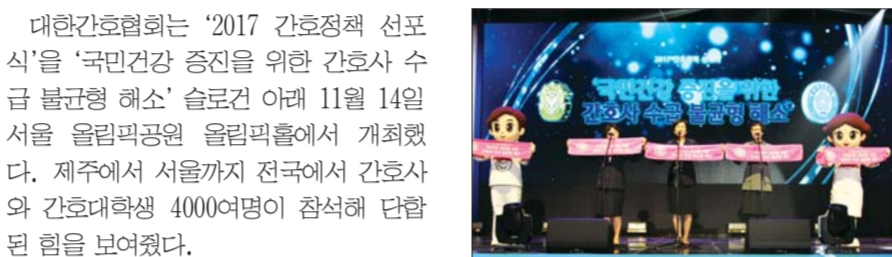 대한간호협회는 ‘2017 간호정책 선포
식’을 ‘국민건강 증진을 위한 간호사 수
급 불균형 해소’ 슬로건 아래 11월 14일
서울 올림픽공원 올림픽홀에서 개최했
다. 제주에서 서울까지 전국에서 간호사
와 간호대학생 4000여명이 참석해 단합
된 힘을 보여줬다.
‘국민건강 증진을 위한
간호사 수급 불균형 해소’